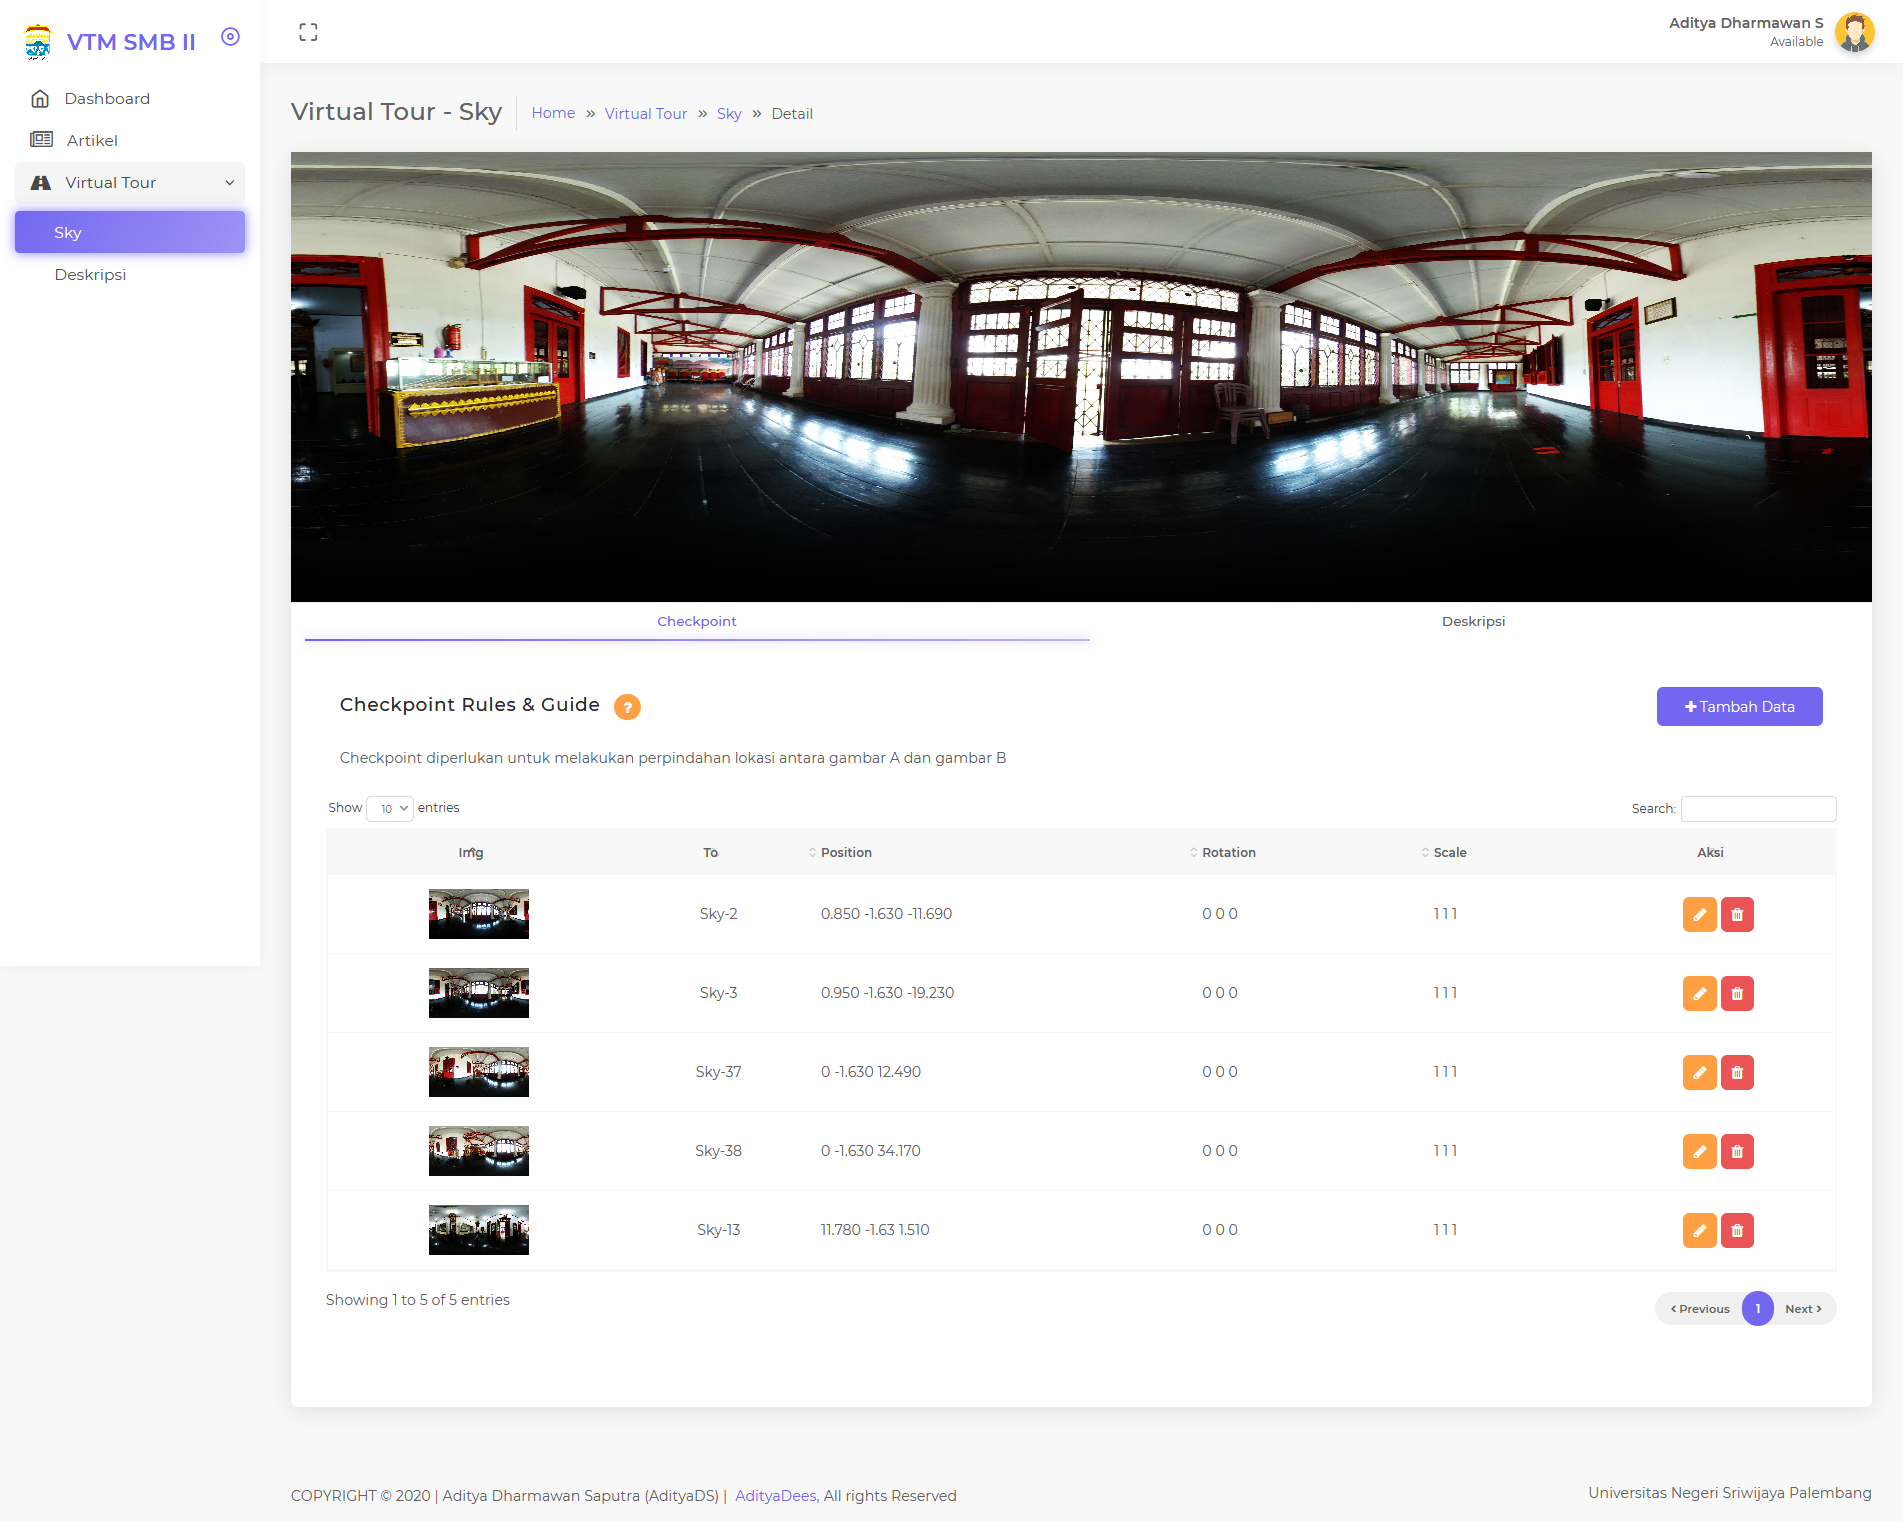 VTM SMB II
Dashboard
Artikel
Virtual Tour
Sky
Deskripsi
Aditya Dharmawan S
Available
Virtual Tour - Sky
Home » Virtual Tour » Sky » Detail
Checkpoint
Deskripsi
Checkpoint Rules & Guide ?
+ Tambah Data
Checkpoint diperlukan untuk melakukan perpindahan lokasi antara gambar A dan gambar B
Show 10 entries
Search:
Img To Position Rotation Scale Aksi
Sky-2 0.850 -1.630 -11.690 0 0 0 1 1 1
Sky-3 0.950 -1.630 -19.230 0 0 0 1 1 1
Sky-37 0 -1.630 12.490 0 0 0 1 1 1
Sky-38 0 -1.630 34.170 0 0 0 1 1 1
Sky-13 11.780 -1.63 1.510 0 0 0 1 1 1
Showing 1 to 5 of 5 entries
‹ Previous 1 Next ›
COPYRIGHT © 2020 | Aditya Dharmawan Saputra (AdityaDS) | AdityaDees, All rights Reserved
Universitas Negeri Sriwijaya Palembang